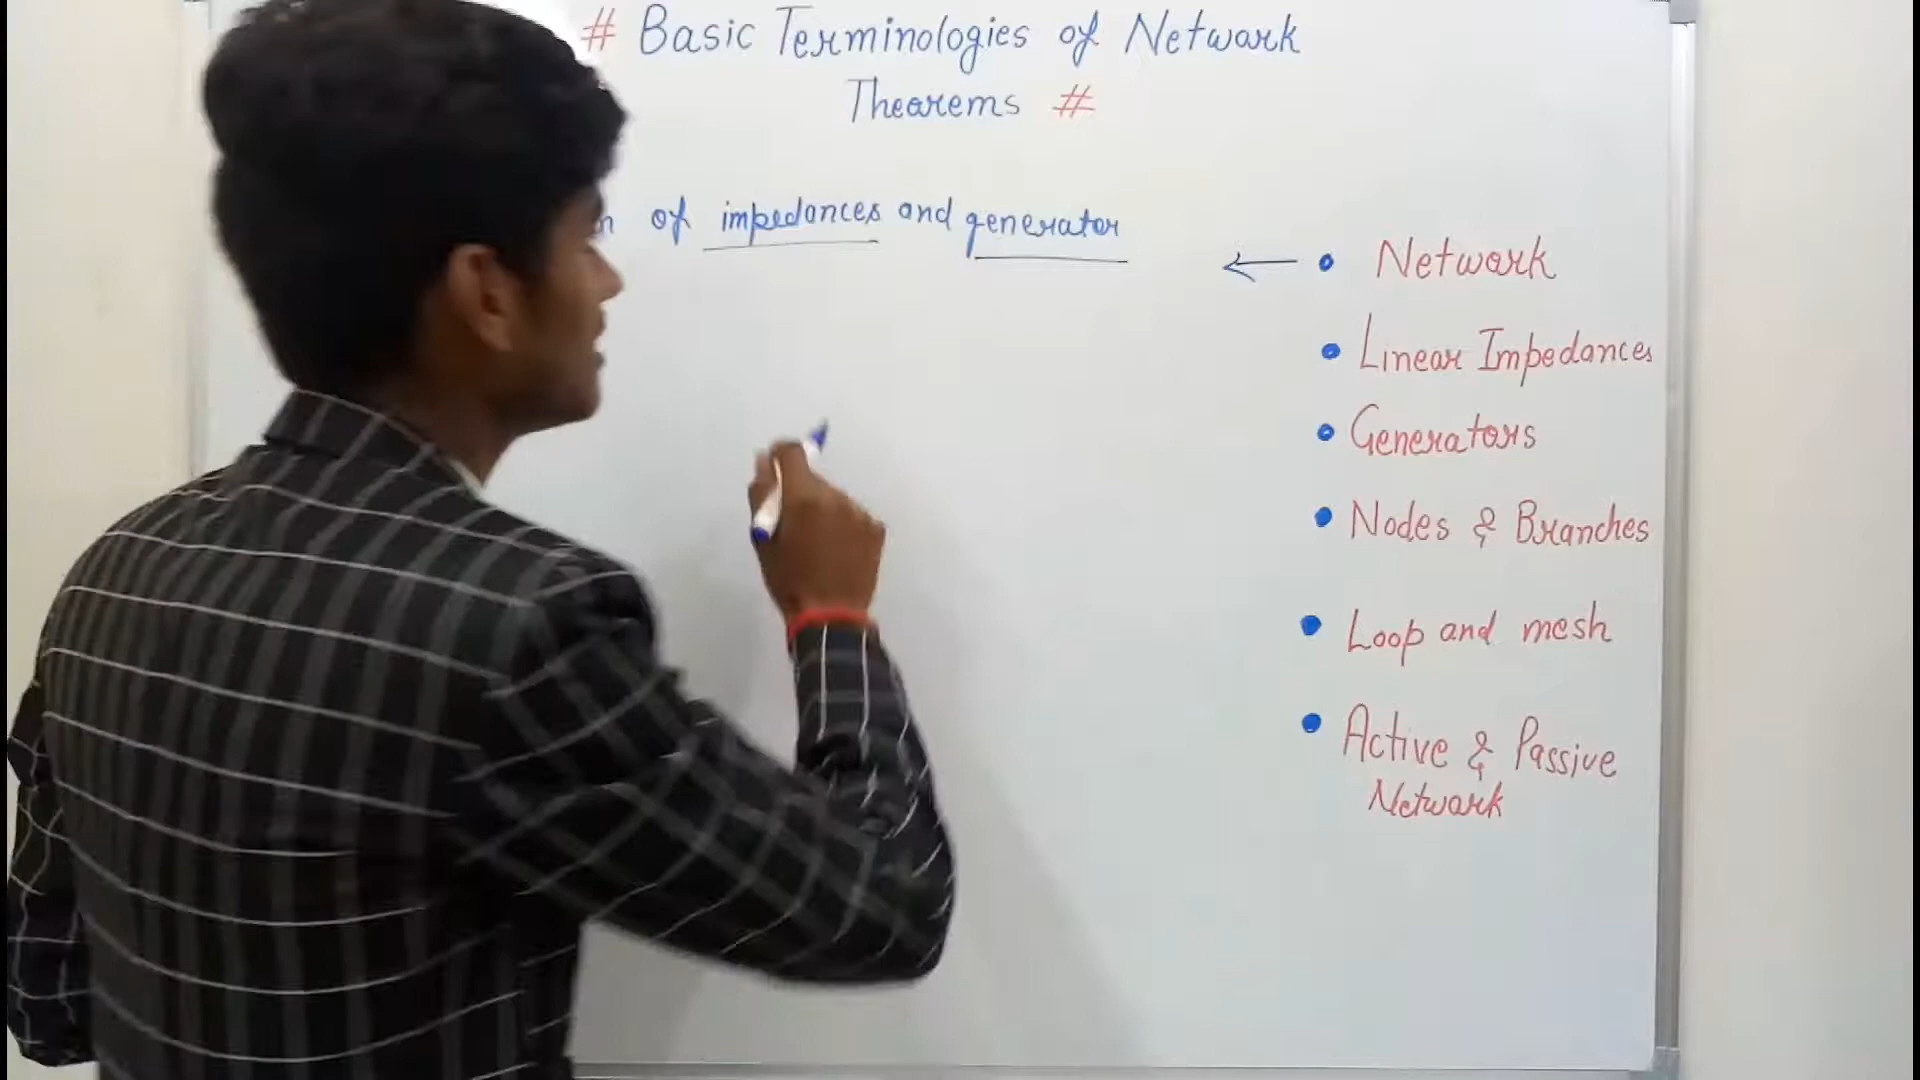 # Basic Terminologies of Network
Theorems #
of impedances and generator
• Network
• Linear Impedances
• Generators
• Nodes & Branches
• Loop and mesh
• Active & Passive
Network